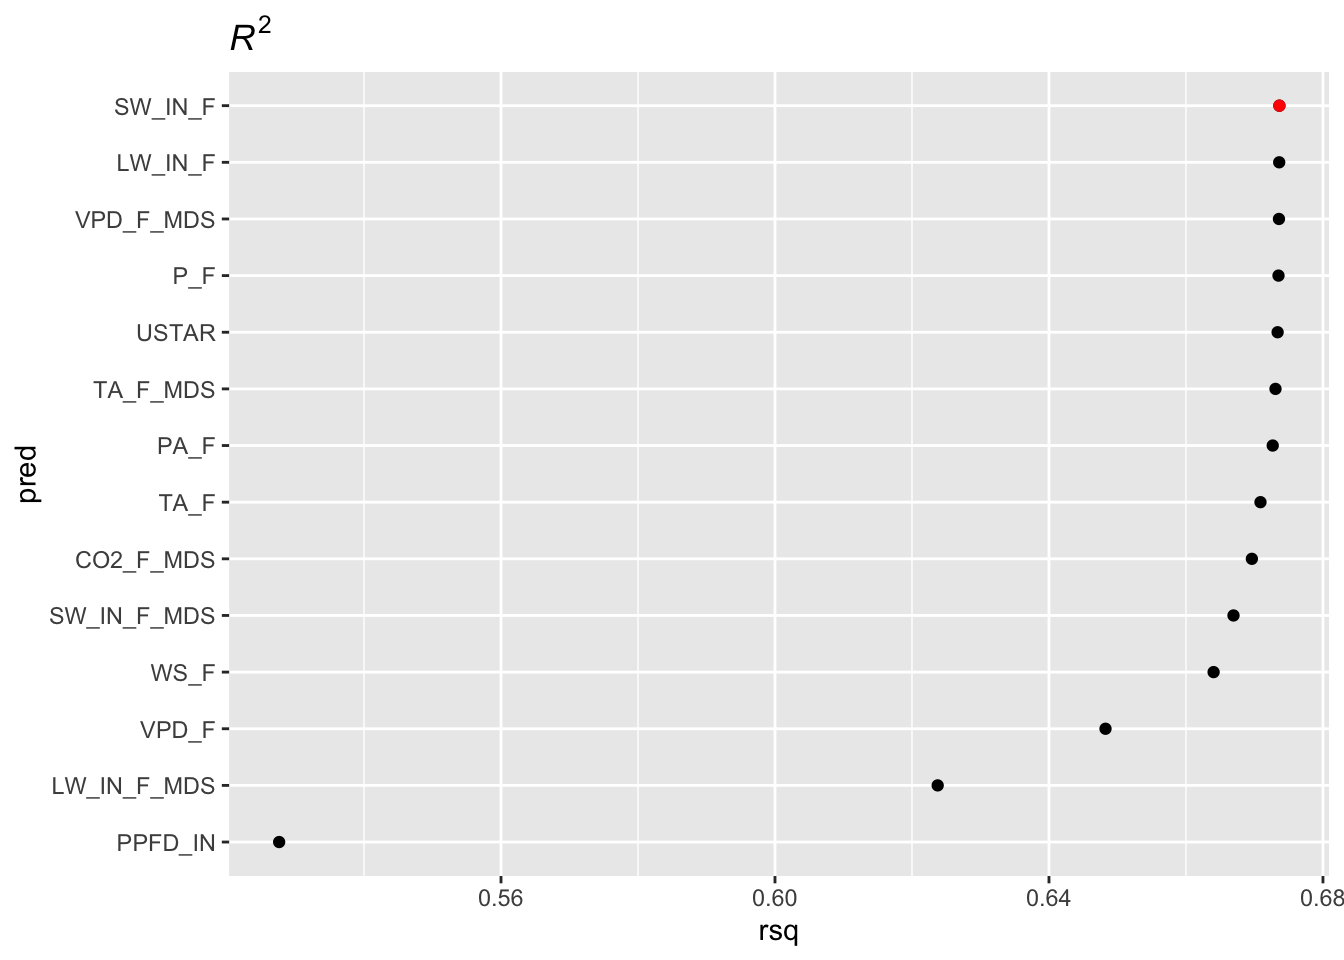 R²
SW_IN_F
LW_IN_F
VPD_F_MDS
P_F
USTAR
TA_F_MDS
PA_F
TA_F
CO2_F_MDS
SW_IN_F_MDS
WS_F
VPD_F
LW_IN_F_MDS
PPFD_IN
pred
0.56 0.60 0.64 0.68
rsq